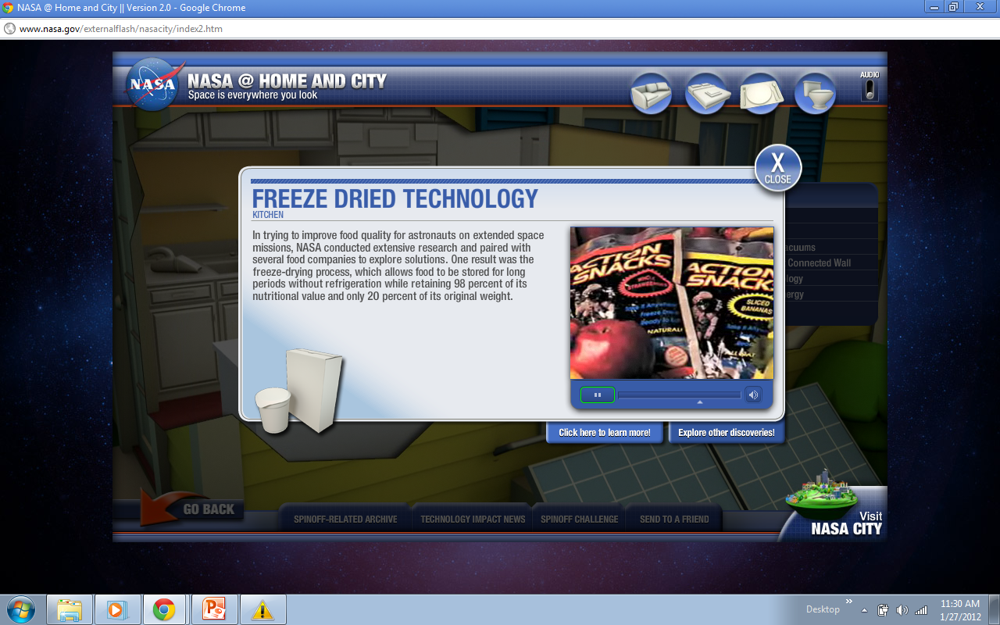 NASA @ Home and City || Version 2.0 - Google Chrome
www.nasa.gov/externalflash/nasacity/index2.htm
NASA
NASA @ HOME AND CITY
Space is everywhere you look
AUDIO
X
CLOSE
FREEZE DRIED TECHNOLOGY
KITCHEN
In trying to improve food quality for astronauts on extended space
missions, NASA conducted extensive research and paired with
several food companies to explore solutions. One result was the
freeze-drying process, which allows food to be stored for long
periods without refrigeration while retaining 98 percent of its
nutritional value and only 20 percent of its original weight.
ACTION
SNACKS
ACTION
SNACK
SLICED
BANANAS
NATURAL
acuums
Connected Wall
logy
ergy
Click here to learn more!
Explore other discoveries!
GO BACK
SPINOFF-RELATED ARCHIVE
TECHNOLOGY IMPACT NEWS
SPINOFF CHALLENGE
SEND TO A FRIEND
Visit
NASA CITY
Desktop
11:30 AM
1/27/2012